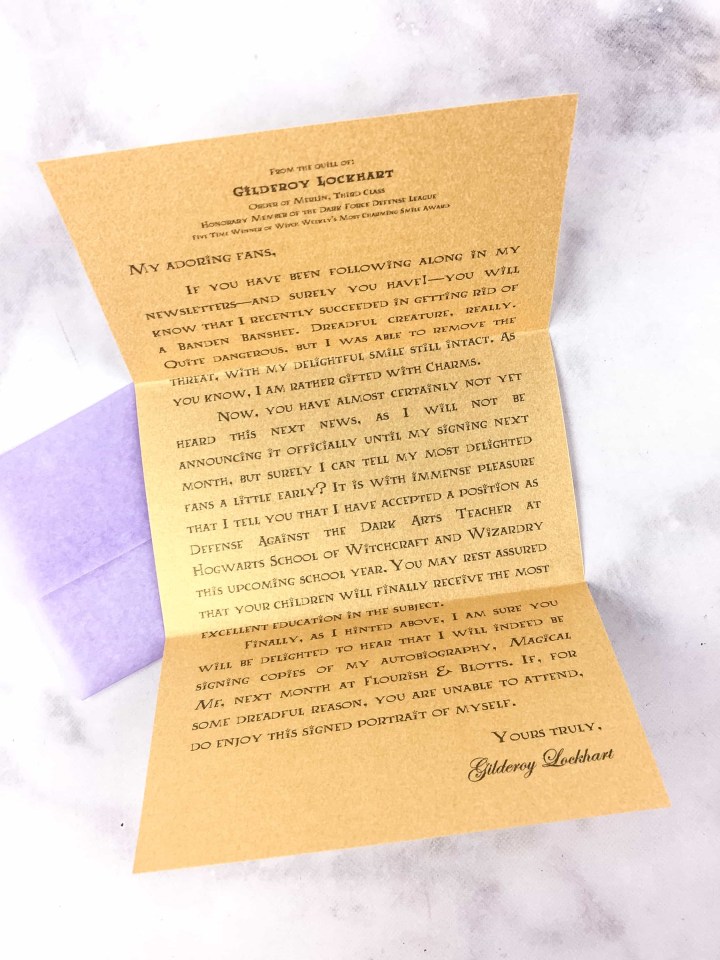 From the quill of:
Gilderoy Lockhart
Order of Merlin, Third Class
Honorary Member of the Dark Force Defense League
Five Time Winner of Witch Weekly's Most Charming Smile Award
My adoring fans,
If you have been following along in my
newsletters—and surely you have!—you will
know that I recently succeeded in getting rid of
a Banden Banshee. Dreadful creature, really.
Quite dangerous, but I was able to remove the
threat, with my delightful smile still intact. As
you know, I am rather gifted with Charms.
Now, you have almost certainly not yet
heard this next news, as I will not be
announcing it officially until my signing next
month, but surely I can tell my most delighted
fans a little early? It is with immense pleasure
that I tell you that I have accepted a position as
Defense Against the Dark Arts Teacher at
Hogwarts School of Witchcraft and Wizardry
this upcoming school year. You may rest assured
that your children will finally receive the most
excellent education in the subject.
Finally, as I hinted above, I am sure you
will be delighted to hear that I will indeed be
signing copies of my autobiography, Magical
Me, next month at Flourish & Blotts. If, for
some dreadful reason, you are unable to attend,
do enjoy this signed portrait of myself.
Yours truly,
Gilderoy Lockhart